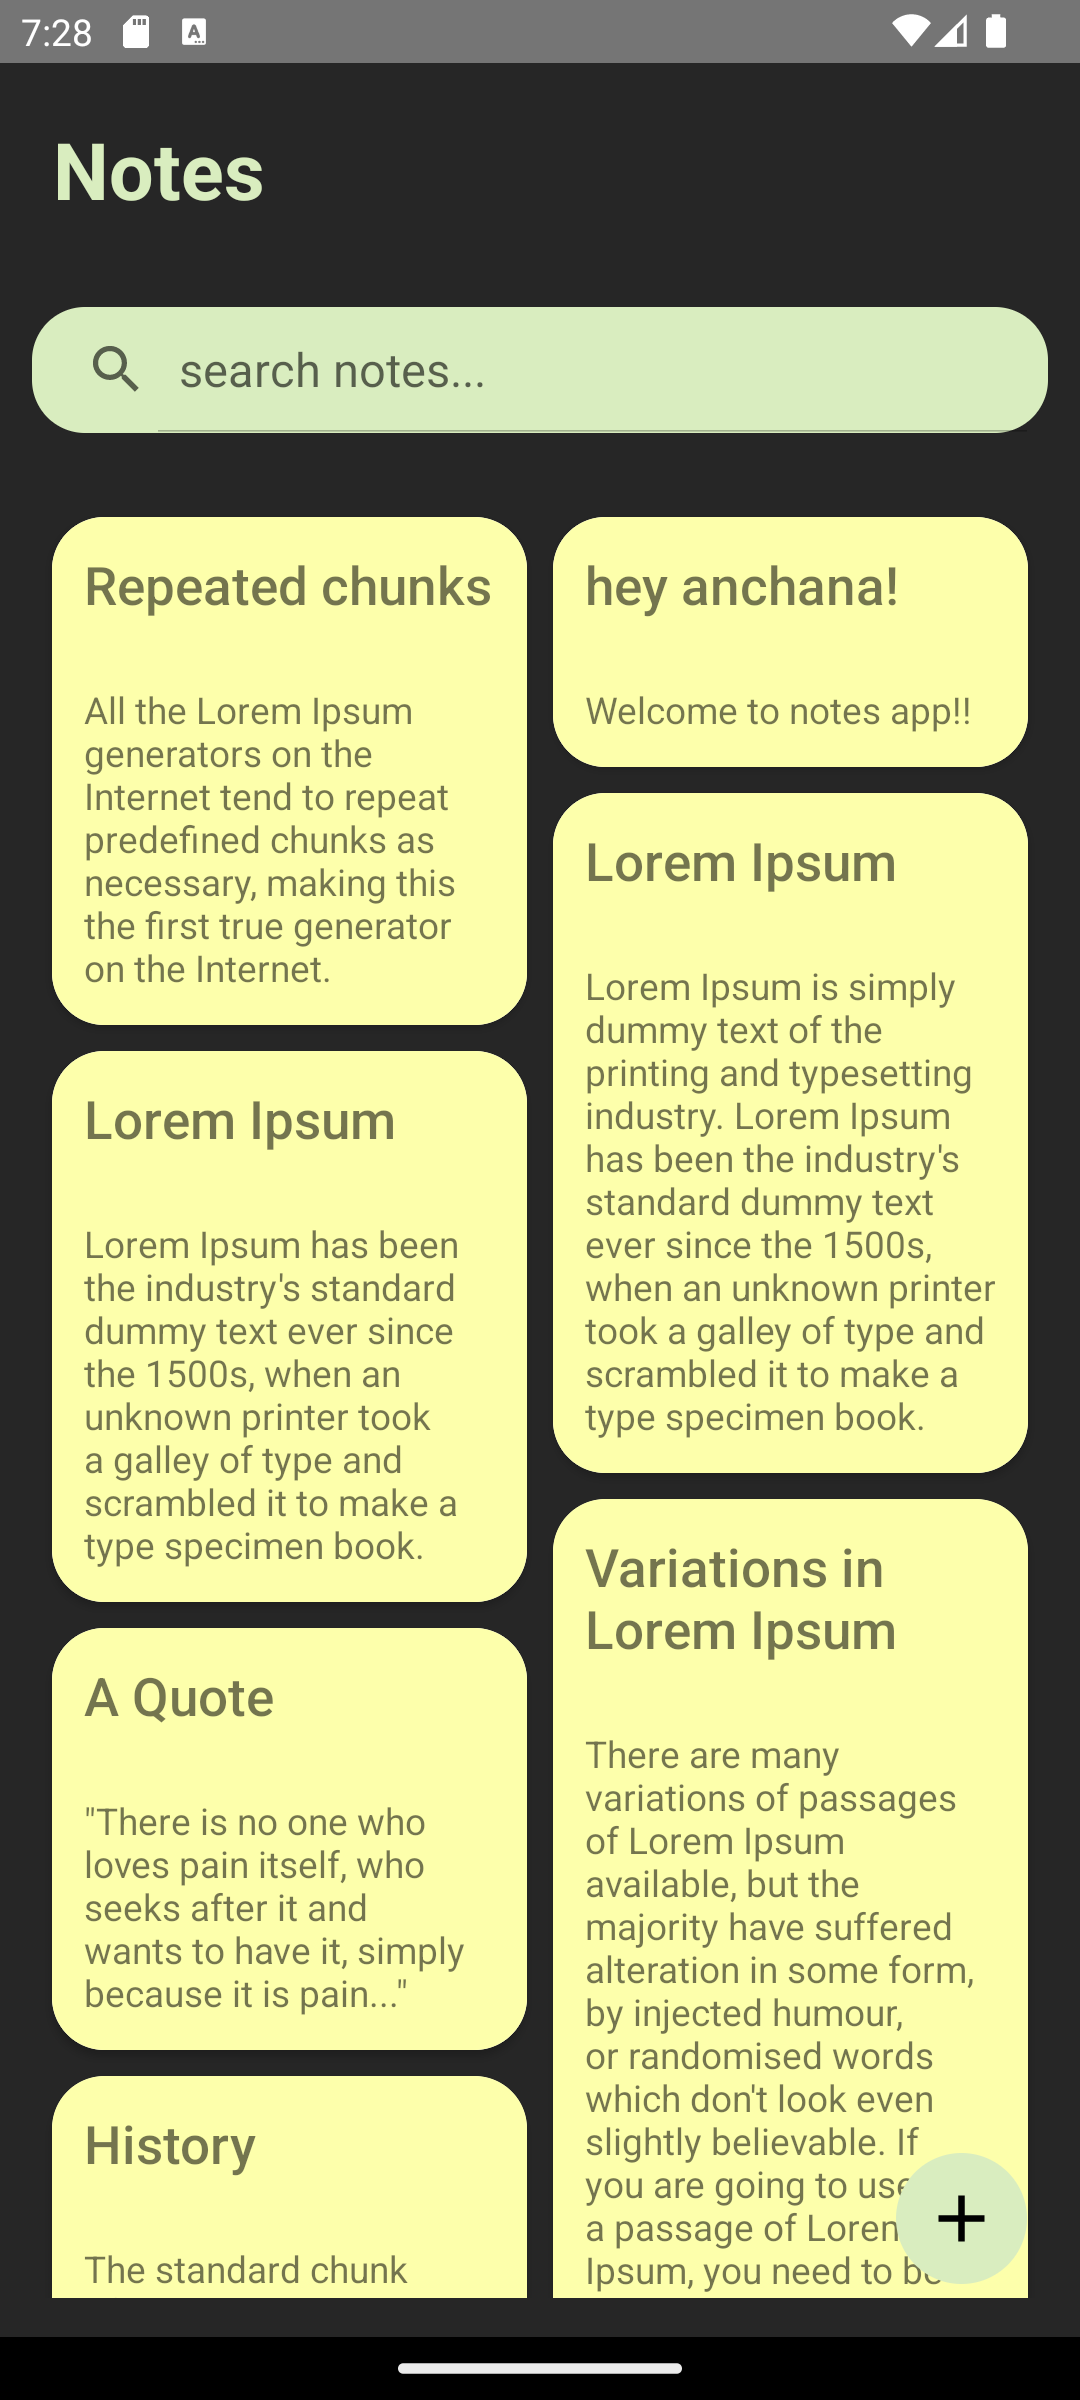 7:28
Notes
search notes...
Repeated chunks
All the Lorem Ipsum
generators on the
Internet tend to repeat
predefined chunks as
necessary, making this
the first true generator
on the Internet.
Lorem Ipsum
Lorem Ipsum has been
the industry's standard
dummy text ever since
the 1500s, when an
unknown printer took
a galley of type and
scrambled it to make a
type specimen book.
A Quote
"There is no one who
loves pain itself, who
seeks after it and
wants to have it, simply
because it is pain..."
History
The standard chunk
hey anchana!
Welcome to notes app!!
Lorem Ipsum
Lorem Ipsum is simply
dummy text of the
printing and typesetting
industry. Lorem Ipsum
has been the industry's
standard dummy text
ever since the 1500s,
when an unknown printer
took a galley of type and
scrambled it to make a
type specimen book.
Variations in
Lorem Ipsum
There are many
variations of passages
of Lorem Ipsum
available, but the
majority have suffered
alteration in some form,
by injected humour,
or randomised words
which don't look even
slightly believable. If
you are going to use
a passage of Lorem
Ipsum, you need to be